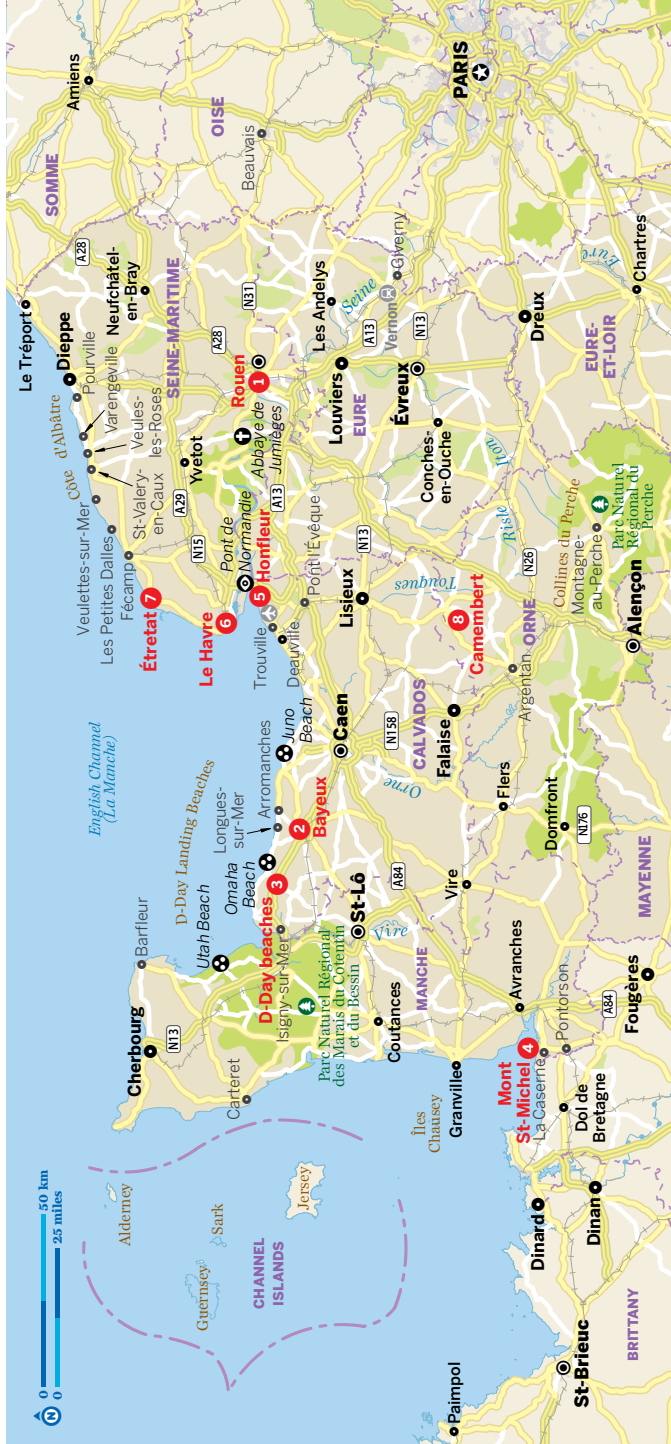 N
0
50 km
0
25 miles
Alderney
Guernsey
Sark
Jersey
CHANNEL
ISLANDS
Paimpol
St-Brieuc
BRITTANY
Dinard
Dinan
Dol de
Bretagne
Îles
Chausey
Granville
Mont
St-Michel
4
La Caserne
Pontorson
Avranches
A84
Fougères
MAYENNE
Cherbourg
N13
Barfleur
Carteret
Utah Beach
D-Day Landing Beaches
Omaha
Beach
D-Day beaches
3
Isigny-sur-Mer
Parc Naturel Régional
des Marais du Cotentin
et du Bessin
Coutances
MANCHE
St-Lô
Vire
A84
Vire
English Channel
(La Manche)
Longues-
sur-Mer
Arromanches
2
Bayeux
Juno
Beach
Caen
N158
Orne
CALVADOS
Falaise
Flers
Domfront
N176
Étretat
7
Le Havre
6
Honfleur
5
Pont de
Normandie
Trouville
Deauville
Pont l'Evêque
Lisieux
N13
Touques
8
Camembert
ORNE
Argentan
N26
Risle
Iton
Collines du Perche
Montagne-
au-Perche
Parc Naturel
Régional du
Perche
Alençon
Veulettes-sur-Mer
Les Petites Dalles
Fécamp
Côte d'Albâtre
St-Valery-
en-Caux
Veules-
les-Roses
Varengeville
Pourville
Dieppe
Le Tréport
Neufchâtel-
en-Bray
SEINE-MARITIME
A28
A28
A29
N15
Yvetot
Abbaye de
Jumièges
A13
Rouen
1
N31
Les Andelys
Seine
Louviers
EURE
A13
Vernon
Giverny
N13
Évreux
Conches-
en-Ouche
Dreux
EURE-
ET-LOIR
Eure
Chartres
SOMME
Amiens
OISE
Beauvais
PARIS